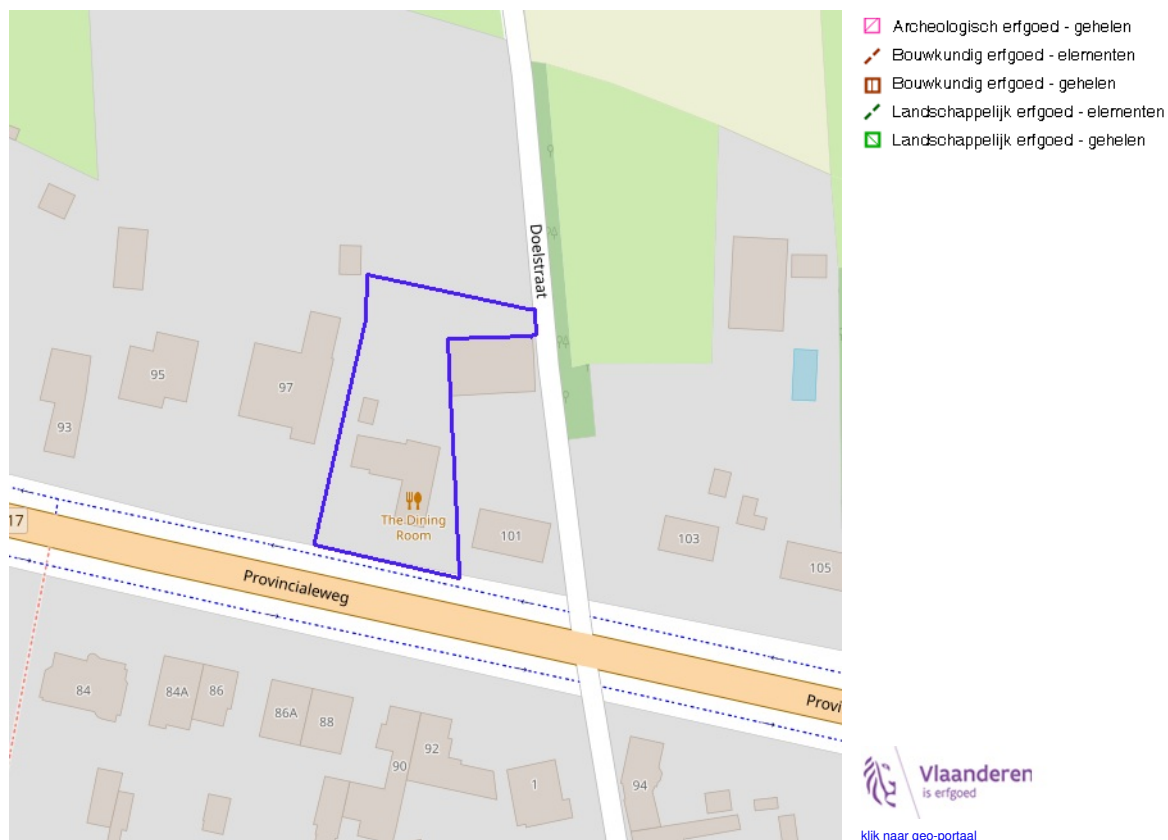 Archeologisch erfgoed - gehelen
Bouwkundig erfgoed - elementen
Bouwkundig erfgoed - gehelen
Landschappelijk erfgoed - elementen
Landschappelijk erfgoed - gehelen
Doelstraat
95
97
93
The Dining
Room
101
103
105
17
Provincialeweg
Provi
84
84A
86
86A
88
92
90
1
94
Vlaanderen
is erfgoed
klik naar geo-portaal